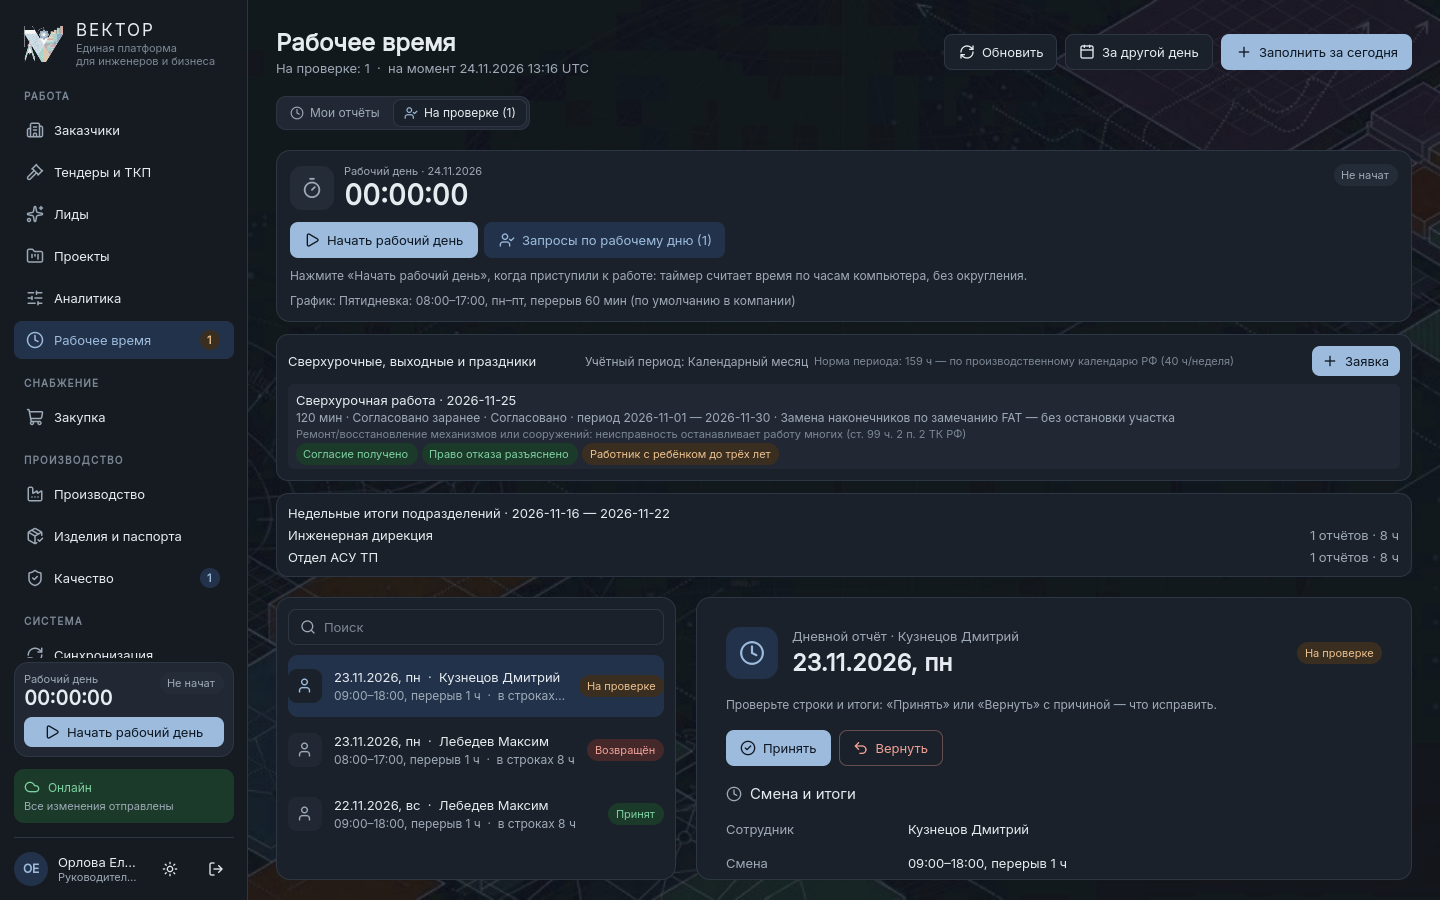 ВЕКТОР
Единая платформа
для инженеров и бизнеса
РАБОТА
Заказчики
Тендеры и ТКП
Лиды
Проекты
Аналитика
Рабочее время 1
СНАБЖЕНИЕ
Закупка
ПРОИЗВОДСТВО
Производство
Изделия и паспорта
Качество 1
СИСТЕМА
Синхронизация
Рабочий день
00:00:00
Не начат
Начать рабочий день
Онлайн
Все изменения отправлены
ОЕ
Орлова Ел...
Руководител...
Рабочее время
На проверке: 1 · на момент 24.11.2026 13:16 UTC
Обновить
За другой день
Заполнить за сегодня
Мои отчёты
На проверке (1)
Рабочий день · 24.11.2026
00:00:00
Не начат
Начать рабочий день
Запросы по рабочему дню (1)
Нажмите «Начать рабочий день», когда приступили к работе: таймер считает время по часам компьютера, без округления.
График: Пятидневка: 08:00–17:00, пн–пт, перерыв 60 мин (по умолчанию в компании)
Сверхурочные, выходные и праздники
Учётный период: Календарный месяц Норма периода: 159 ч — по производственному календарю РФ (40 ч/неделя)
Заявка
Сверхурочная работа · 2026-11-25
120 мин · Согласовано заранее · Согласовано · период 2026-11-01 — 2026-11-30 · Замена наконечников по замечанию FAT — без остановки участка
Ремонт/восстановление механизмов или сооружений: неисправность останавливает работу многих (ст. 99 ч. 2 п. 2 ТК РФ)
Согласие получено
Право отказа разъяснено
Работник с ребёнком до трёх лет
Недельные итоги подразделений · 2026-11-16 — 2026-11-22
Инженерная дирекция 1 отчётов · 8 ч
Отдел АСУ ТП 1 отчётов · 8 ч
Поиск
23.11.2026, пн · Кузнецов Дмитрий
09:00–18:00, перерыв 1 ч · в строках...
На проверке
23.11.2026, пн · Лебедев Максим
08:00–17:00, перерыв 1 ч · в строках 8 ч
Возвращён
22.11.2026, вс · Лебедев Максим
09:00–18:00, перерыв 1 ч · в строках 8 ч
Принят
Дневной отчёт · Кузнецов Дмитрий
23.11.2026, пн
На проверке
Проверьте строки и итоги: «Принять» или «Вернуть» с причиной — что исправить.
Принять
Вернуть
Смена и итоги
Сотрудник Кузнецов Дмитрий
Смена 09:00–18:00, перерыв 1 ч